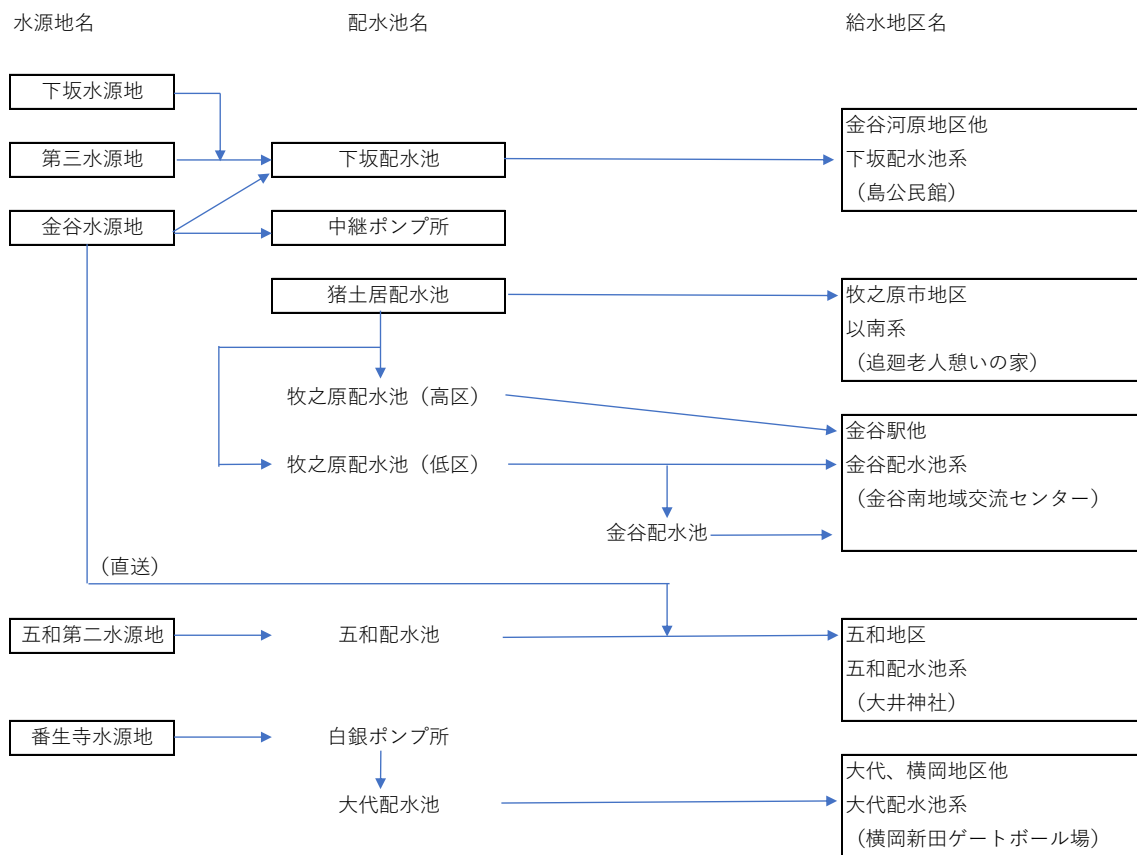 水源地名
配水池名
給水地区名
下坂水源地
第三水源地
下坂配水池
金谷河原地区他
下坂配水池系
（島公民館）
金谷水源地
中継ポンプ所
猪土居配水池
牧之原市地区
以南系
（追廻老人憩いの家）
牧之原配水池（高区）
牧之原配水池（低区）
金谷駅他
金谷配水池系
（金谷南地域交流センター）
金谷配水池
（直送）
五和第二水源地
五和配水池
五和地区
五和配水池系
（大井神社）
番生寺水源地
白銀ポンプ所
大代配水池
大代、横岡地区他
大代配水池系
（横岡新田ゲートボール場）